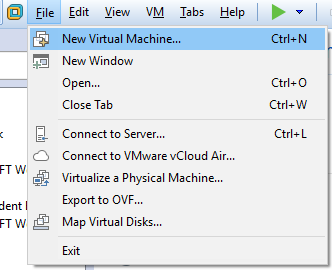 File Edit View VM Tabs Help
New Virtual Machine... Ctrl+N
New Window
Open... Ctrl+O
Close Tab Ctrl+W
Connect to Server... Ctrl+L
Connect to VMware vCloud Air...
Virtualize a Physical Machine...
Export to OVF...
Map Virtual Disks...
Exit
k
FT W
dent
FT W